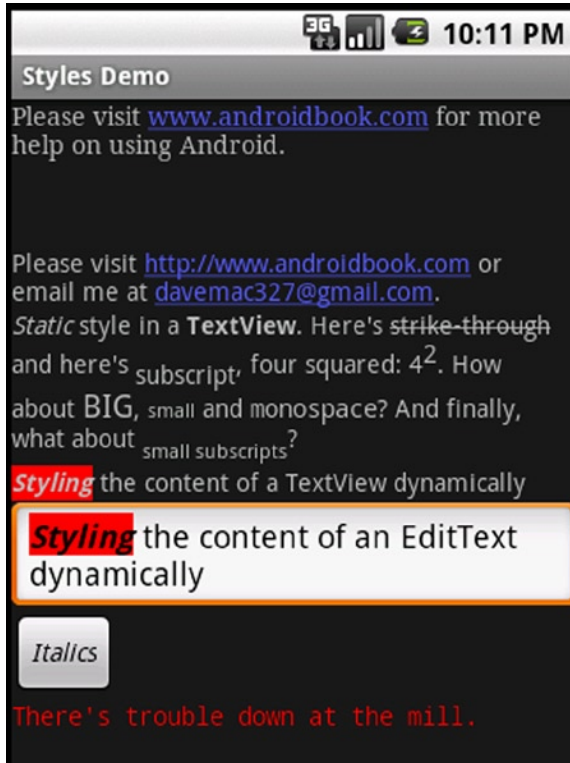 3G 10:11 PM
Styles Demo
Please visit www.androidbook.com for more
help on using Android.
Please visit http://www.androidbook.com or
email me at davemac327@gmail.com.
Static style in a TextView. Here's strike-through
and here's subscript, four squared: 4². How
about BIG, small and monospace? And finally,
what about small subscripts?
Styling the content of a TextView dynamically
Styling the content of an EditText
dynamically
Italics
There's trouble down at the mill.